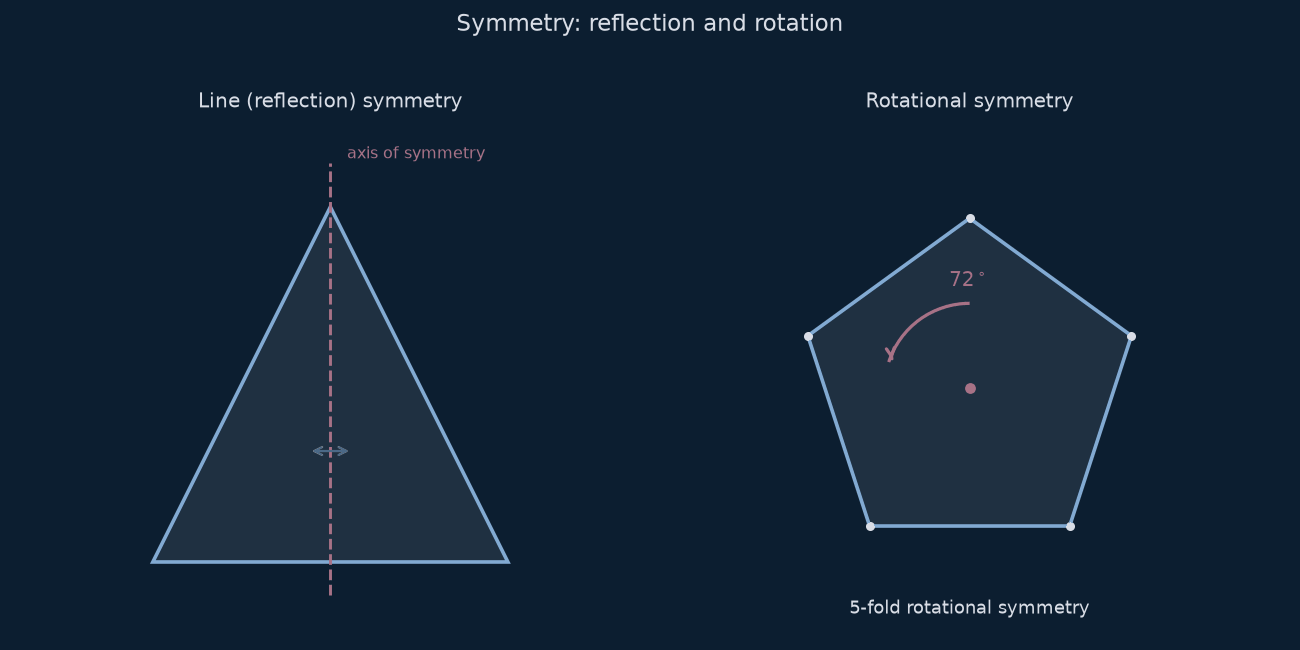 Symmetry: reflection and rotation
Line (reflection) symmetry
axis of symmetry
Rotational symmetry
72°
5-fold rotational symmetry